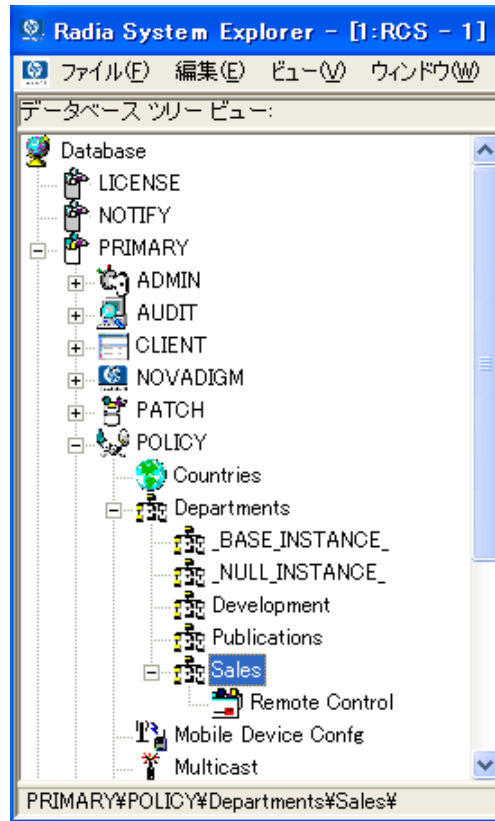 Radia System Explorer - [1:RCS - 1]
ファイル(F) 編集(E) ビュー(V) ウィンドウ(W)
データベース ツリー ビュー:
Database
LICENSE
NOTIFY
PRIMARY
ADMIN
AUDIT
CLIENT
NOVADIGM
PATCH
POLICY
Countries
Departments
_BASE_INSTANCE_
_NULL_INSTANCE_
Development
Publications
Sales
Remote Control
Mobile Device Confg
Multicast
PRIMARY¥POLICY¥Departments¥Sales¥